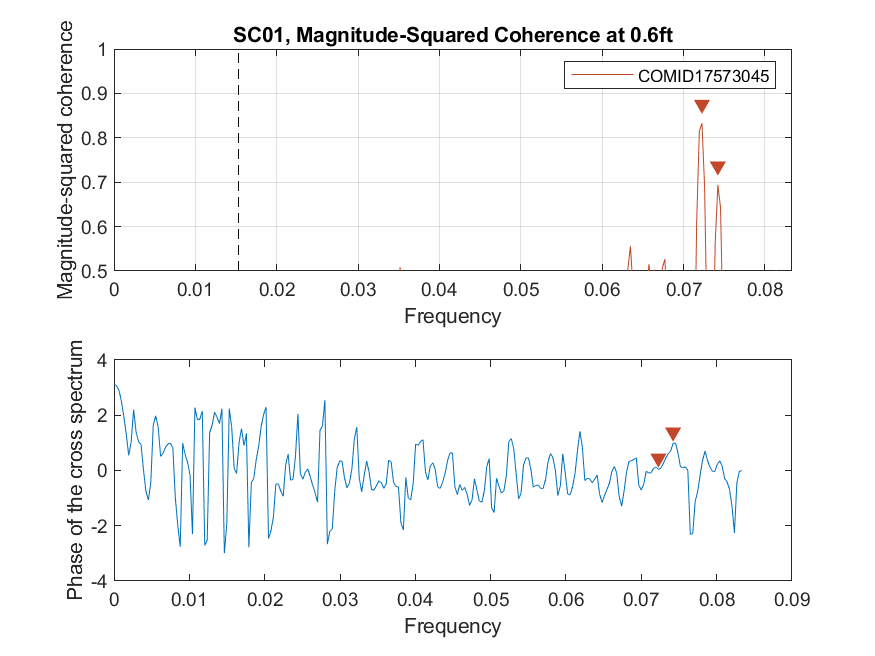 SC01, Magnitude-Squared Coherence at 0.6ft
Magnitude-squared coherence
1
0.9
0.8
0.7
0.6
0.5
COMID17573045
0 0.01 0.02 0.03 0.04 0.05 0.06 0.07 0.08
Frequency
Phase of the cross spectrum
4
2
0
-2
-4
0 0.01 0.02 0.03 0.04 0.05 0.06 0.07 0.08 0.09
Frequency